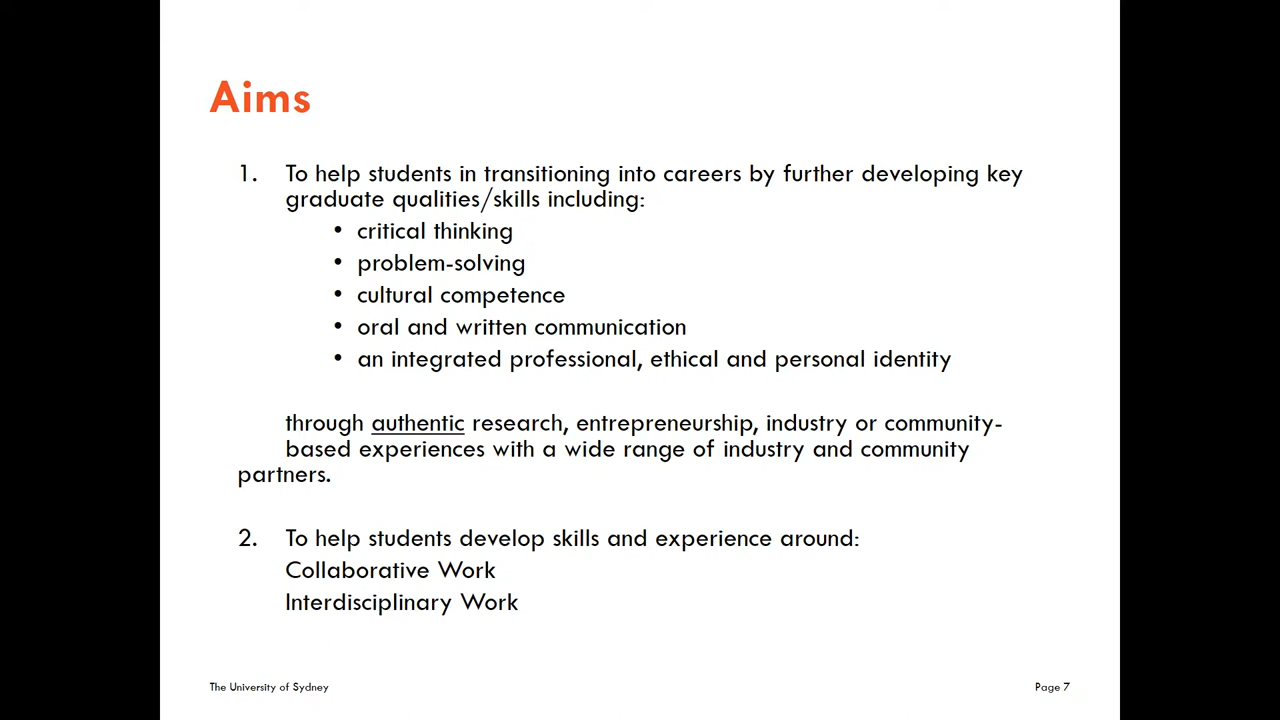 Aims
1. To help students in transitioning into careers by further developing key
graduate qualities/skills including:
• critical thinking
• problem-solving
• cultural competence
• oral and written communication
• an integrated professional, ethical and personal identity
through authentic research, entrepreneurship, industry or community-
based experiences with a wide range of industry and community
partners.
2. To help students develop skills and experience around:
Collaborative Work
Interdisciplinary Work
The University of Sydney
Page 7